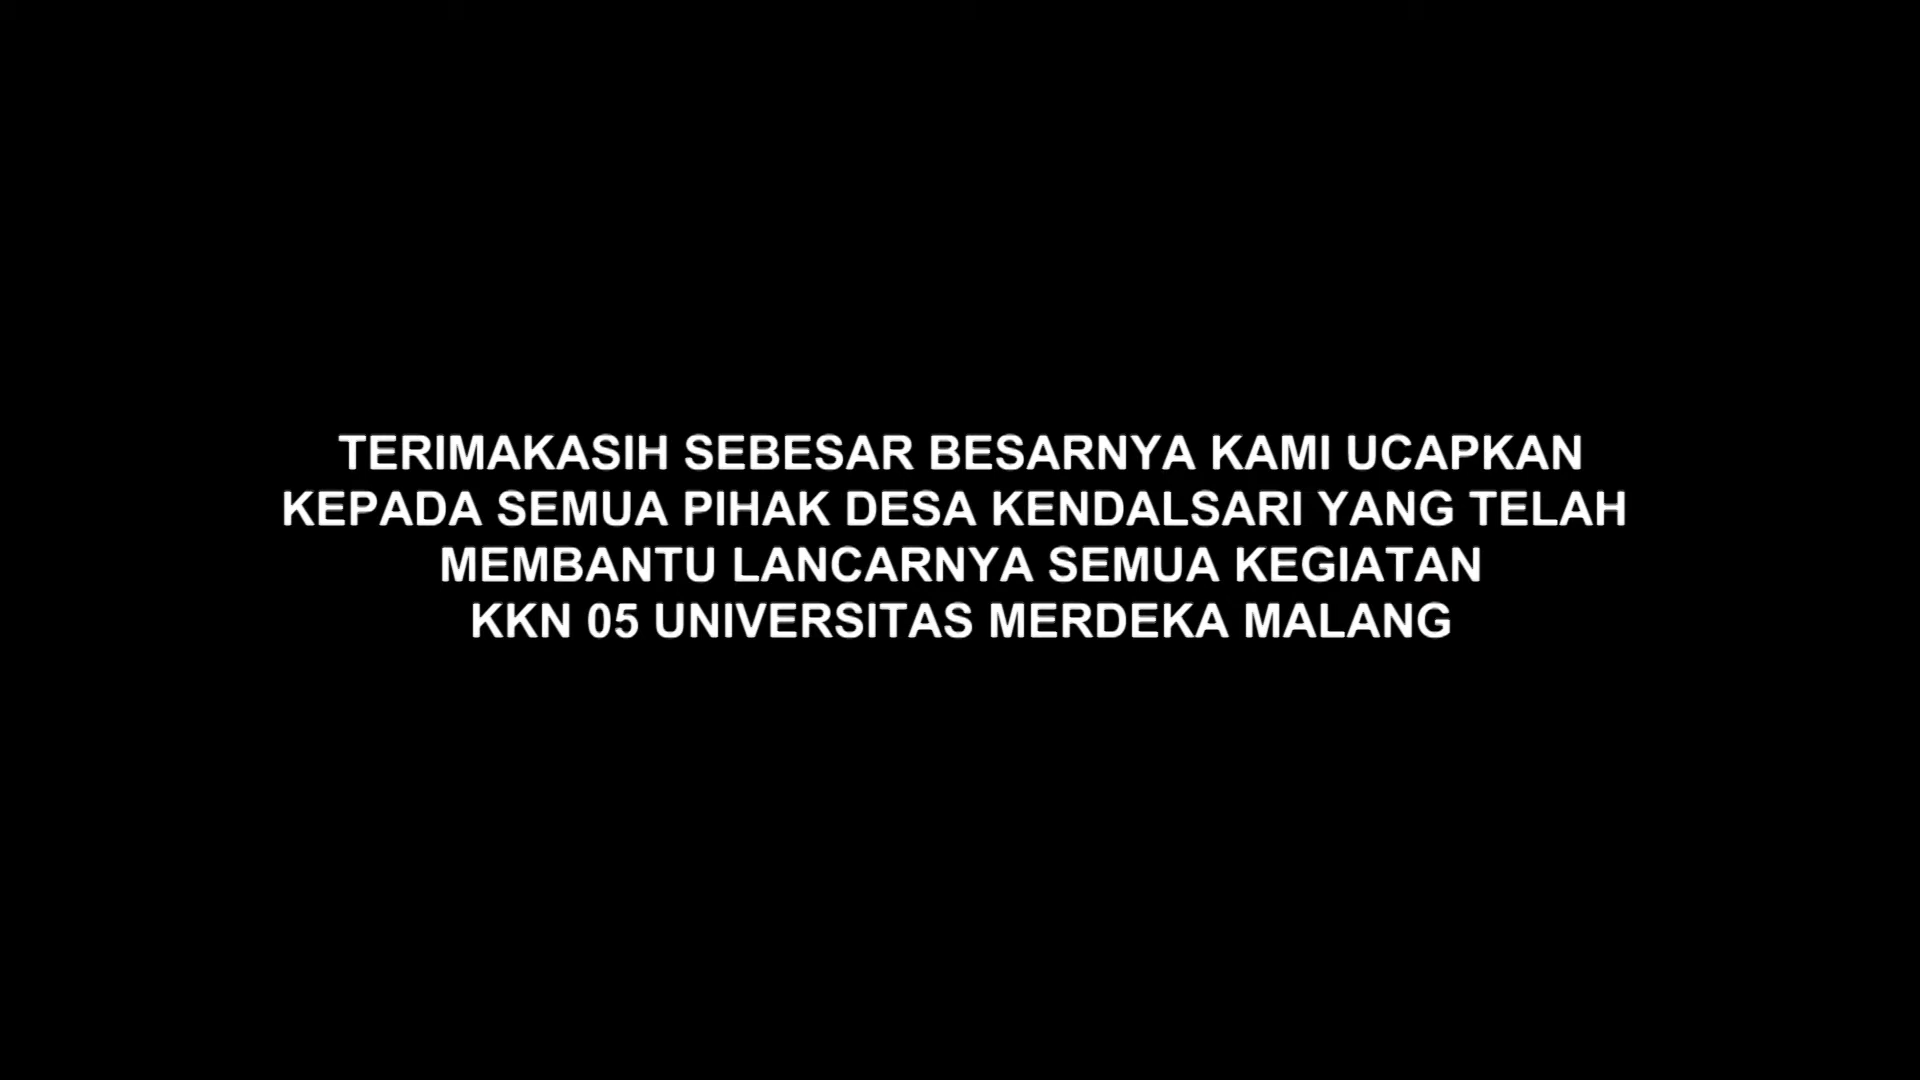 TERIMAKASIH SEBESAR BESARNYA KAMI UCAPKAN
KEPADA SEMUA PIHAK DESA KENDALSARI YANG TELAH
MEMBANTU LANCARNYA SEMUA KEGIATAN
KKN 05 UNIVERSITAS MERDEKA MALANG